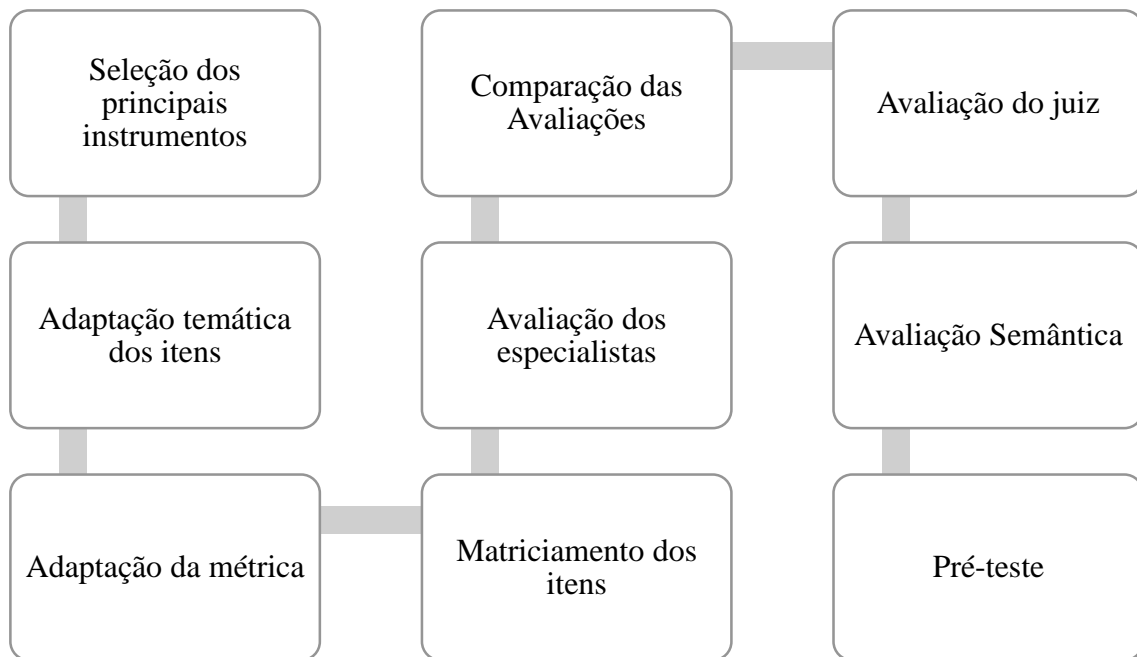 Seleção dos
principais
instrumentos
Adaptação temática
dos itens
Adaptação da métrica
Matriciamento dos
itens
Avaliação dos
especialistas
Comparação das
Avaliações
Avaliação do juiz
Avaliação Semântica
Pré-teste